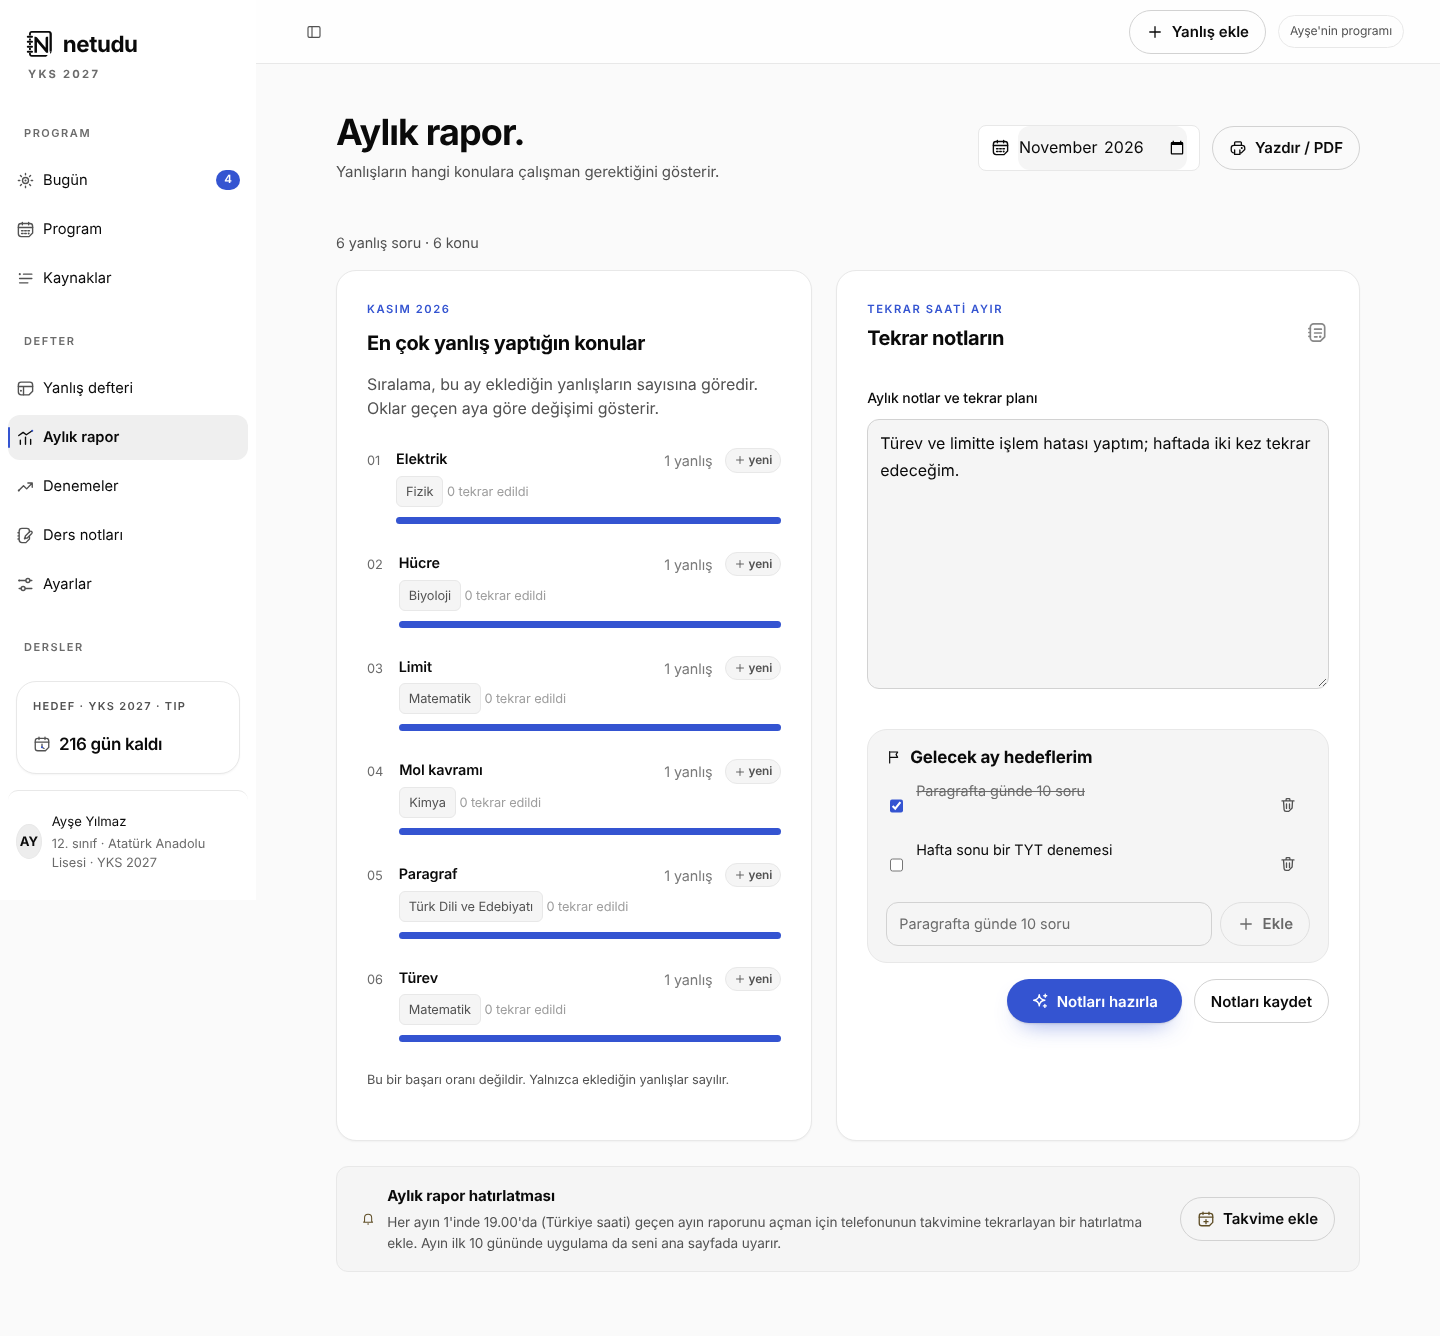 netudu
YKS 2027
PROGRAM
Bugün
4
Program
Kaynaklar
DEFTER
Yanlış defteri
Aylık rapor
Denemeler
Ders notları
Ayarlar
DERSLER
HEDEF · YKS 2027 · TIP
216 gün kaldı
AY
Ayşe Yılmaz
12. sınıf · Atatürk Anadolu
Lisesi · YKS 2027
Yanlış ekle
Ayşe'nin programı
Aylık rapor.
Yanlışların hangi konulara çalışman gerektiğini gösterir.
November 2026
Yazdır / PDF
6 yanlış soru · 6 konu
KASIM 2026
En çok yanlış yaptığın konular
Sıralama, bu ay eklediğin yanlışların sayısına göredir.
Oklar geçen aya göre değişimi gösterir.
01 Elektrik 1 yanlış + yeni
Fizik 0 tekrar edildi
02 Hücre 1 yanlış + yeni
Biyoloji 0 tekrar edildi
03 Limit 1 yanlış + yeni
Matematik 0 tekrar edildi
04 Mol kavramı 1 yanlış + yeni
Kimya 0 tekrar edildi
05 Paragraf 1 yanlış + yeni
Türk Dili ve Edebiyatı 0 tekrar edildi
06 Türev 1 yanlış + yeni
Matematik 0 tekrar edildi
Bu bir başarı oranı değildir. Yalnızca eklediğin yanlışlar sayılır.
TEKRAR SAATİ AYIR
Tekrar notların
Aylık notlar ve tekrar planı
Türev ve limitte işlem hatası yaptım; haftada iki kez tekrar
edeceğim.
Gelecek ay hedeflerim
Paragrafta günde 10 soru
Hafta sonu bir TYT denemesi
Paragrafta günde 10 soru
Ekle
Notları hazırla
Notları kaydet
Aylık rapor hatırlatması
Her ayın 1'inde 19.00'da (Türkiye saati) geçen ayın raporunu açman için telefonunun takvimine tekrarlayan bir hatırlatma
ekle. Ayın ilk 10 gününde uygulama da seni ana sayfada uyarır.
Takvime ekle